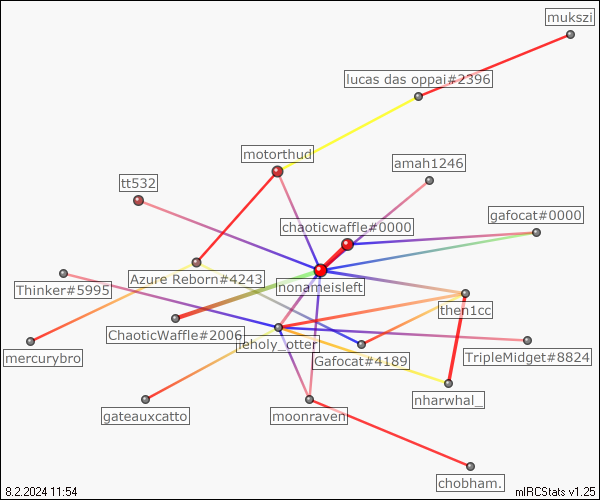 mukszi
lucas das oppai#2396
motorthud
amah1246
tt532
gafocat#0000
chaoticwaffle#0000
Azure Reborn#4243
nonameisleft
Thinker#5995
then1cc
ChaoticWaffle#2006
jeholy_otter
mercurybro
Gafocat#4189
TripleMidget#8824
nharwhal_
gateauxcatto
moonraven
chobham.
8.2.2024 11:54
mIRCStats v1.25